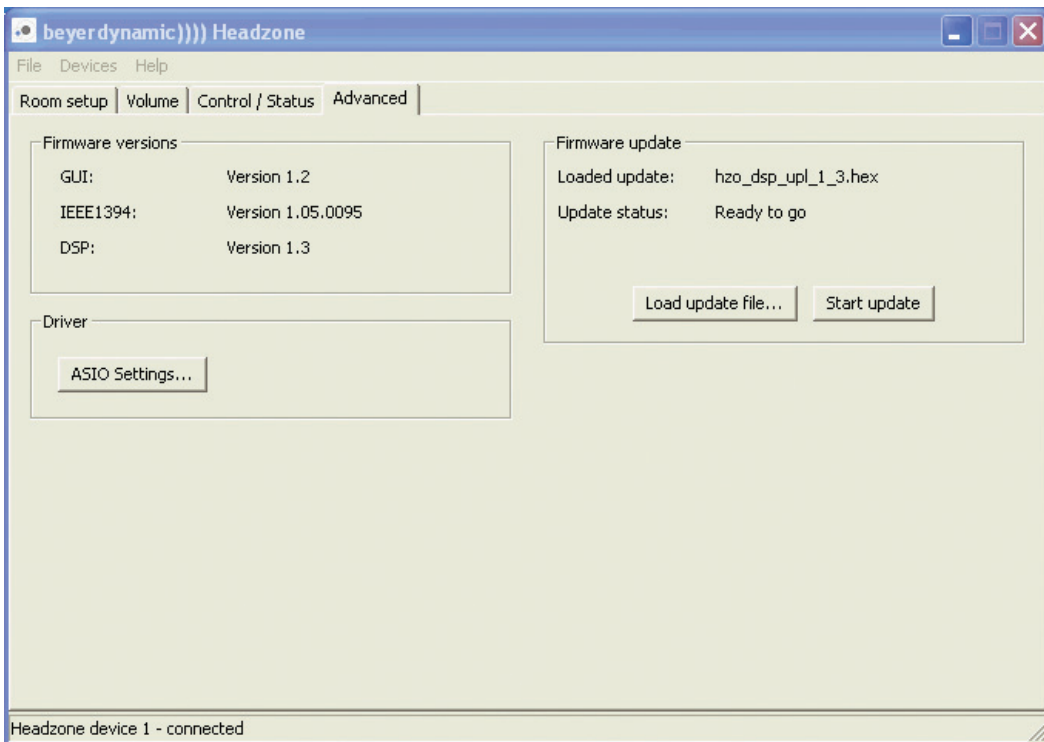 beyerdynamic)))) Headzone
File Devices Help
Room setup Volume Control / Status Advanced
Firmware versions
GUI: Version 1.2
IEEE1394: Version 1.05.0095
DSP: Version 1.3
Driver
ASIO Settings...
Firmware update
Loaded update: hzo_dsp_upl_1_3.hex
Update status: Ready to go
Load update file... Start update
Headzone device 1 - connected